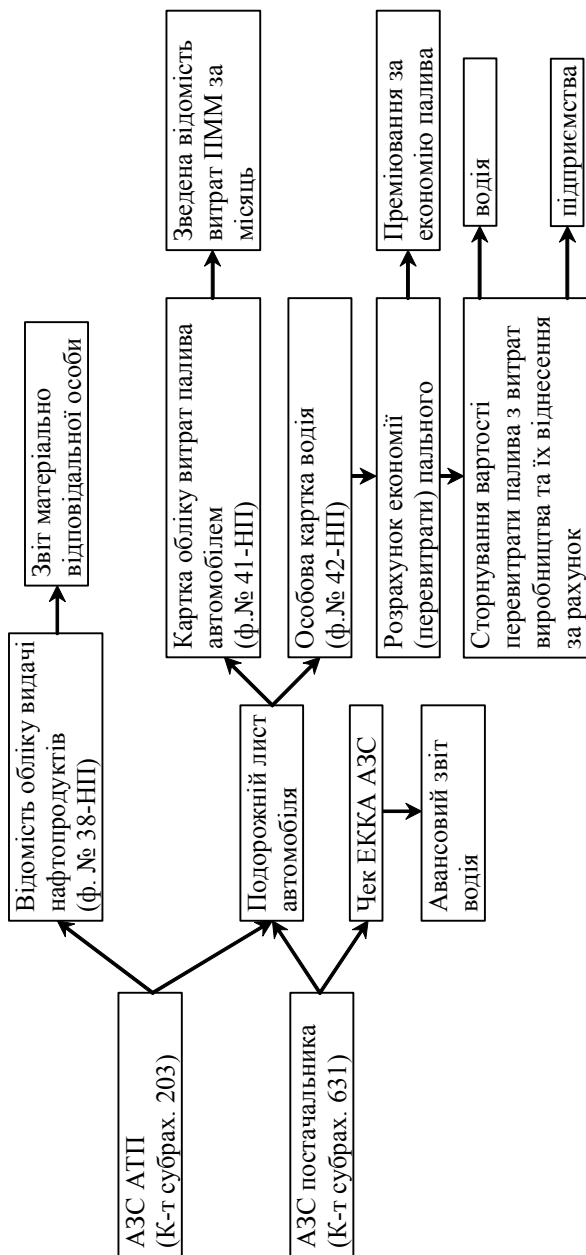 АЗС АТП
(К-т субрах. 203)
АЗС постачальника
(К-т субрах. 631)
Відомість обліку видачі
нафтопродуктів
(ф. № 38-НП)
Подорожній лист
автомобіля
Чек ЕККА АЗС
Авансовий звіт
водія
Звіт матеріально
відповідальної особи
Картка обліку витрат палива
автомобілем
(ф.№ 41-НП)
Особова картка водія
(ф.№ 42-НП)
Розрахунок економії
(перевитрати) пального
Сторнування вартості
перевитрати палива з витрат
виробництва та їх віднесення
за рахунок
Зведена відомість
витрат ПММ за
місяць
Преміювання за
економію палива
водія
підприємства